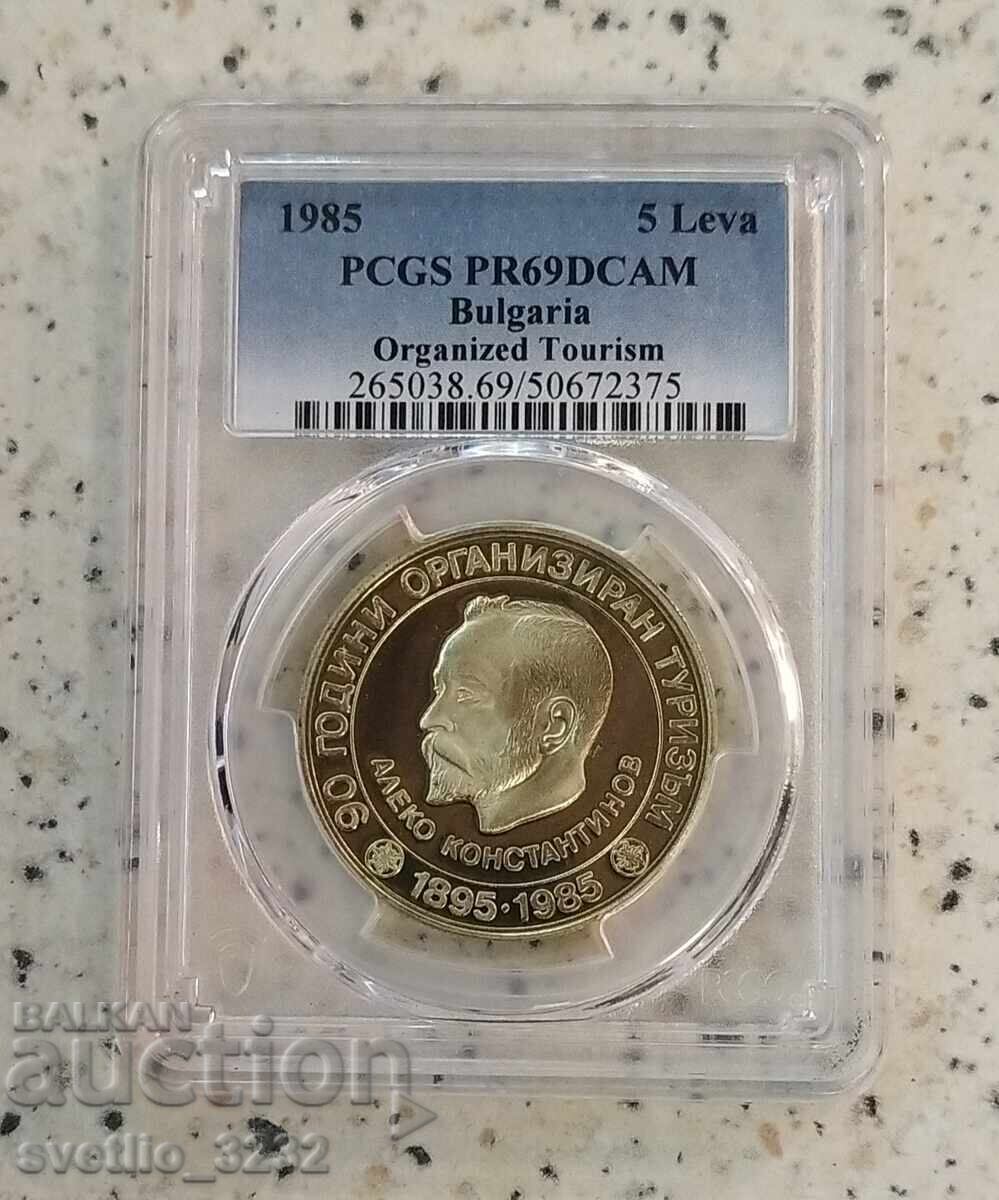 1985 5 Leva
PCGS PR69DCAM
Bulgaria
Organized Tourism
265038.69/50672375
90 ГОДИНИ ОРГАНИЗИРАН ТУРИЗЪМ
АЛЕКО КОНСТАНТИНОВ
1895·1985
BALKAN
auction
svetlio_3232